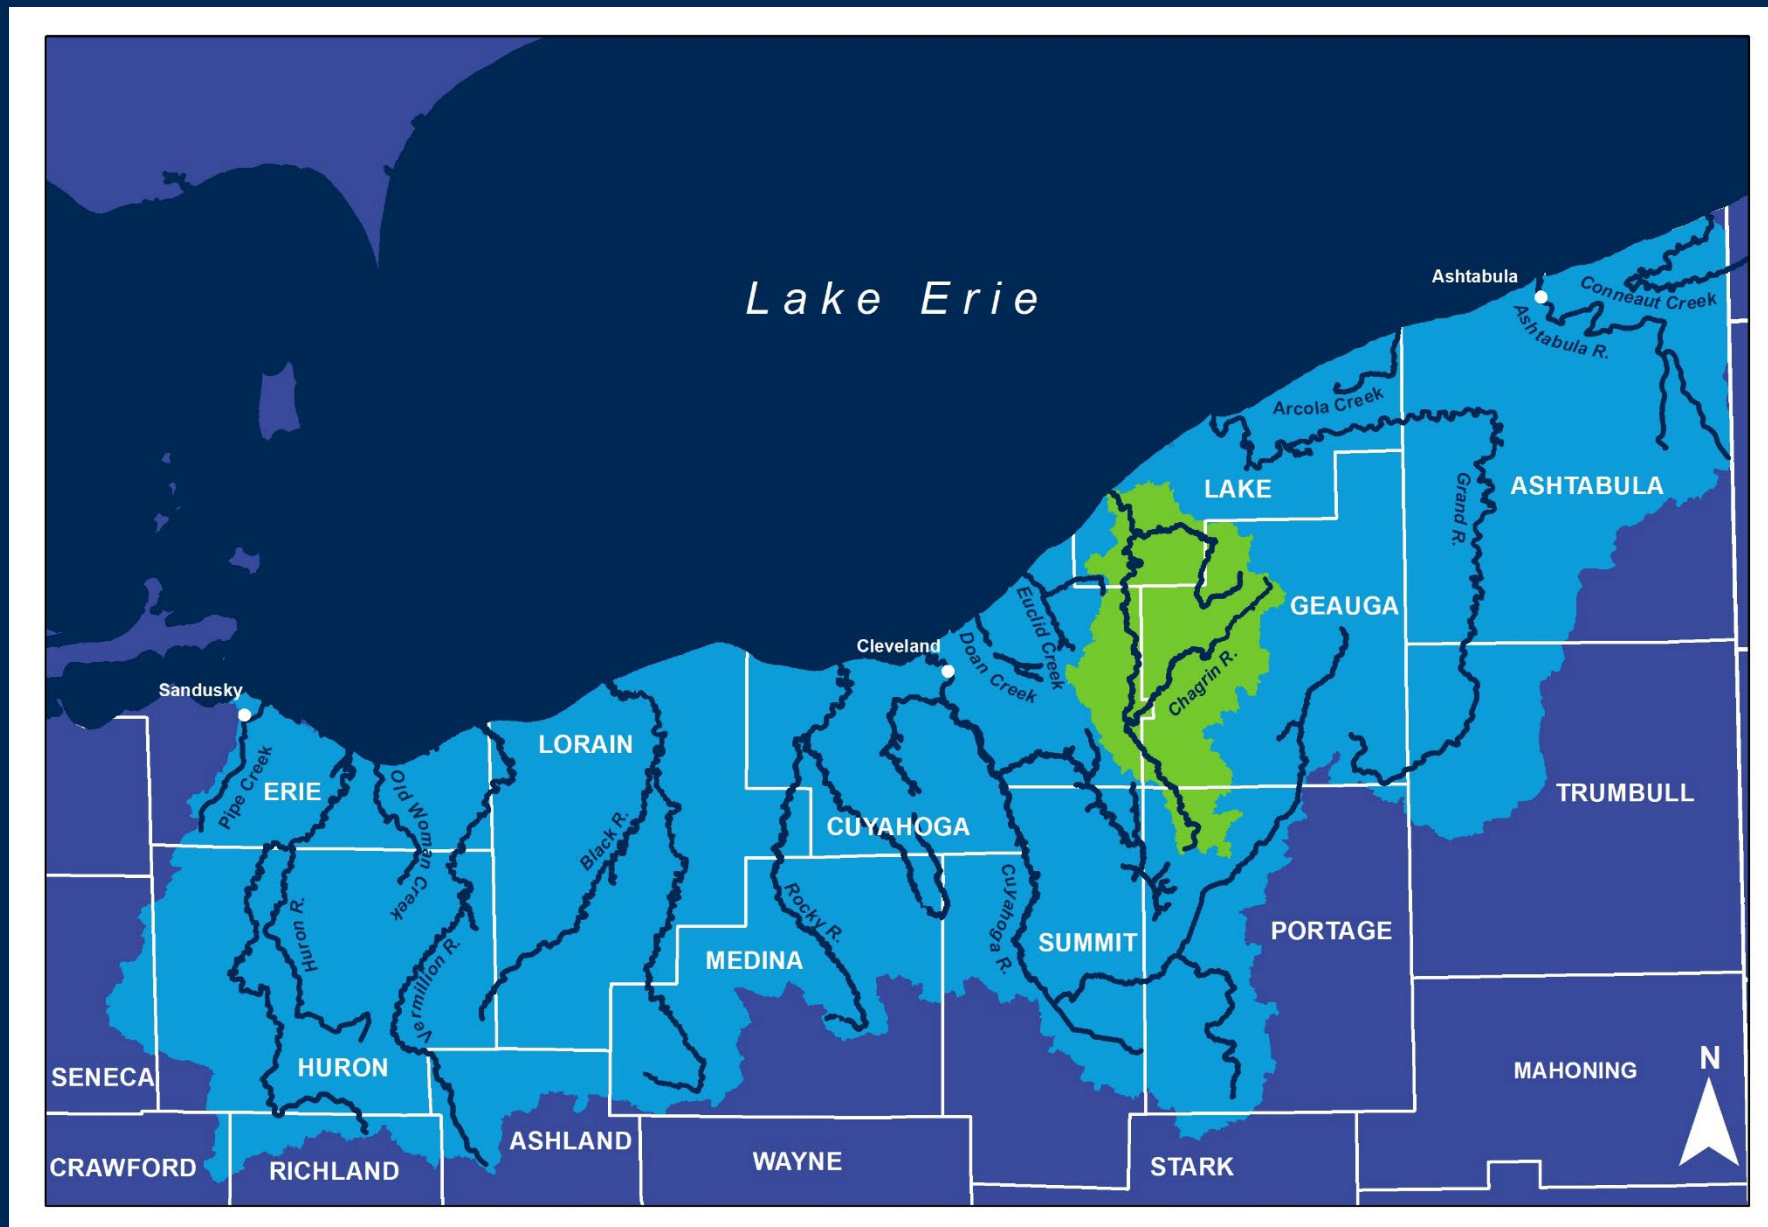 Lake Erie
Ashtabula
Conneaut Creek
Ashtabula R.
Arcola Creek
LAKE
ASHTABULA
Grand R.
GEAUGA
Euclid Creek
Doan Creek
Cleveland
Chagrin R.
Sandusky
LORAIN
Pipe Creek
ERIE
Old Woman Creek
TRUMBULL
CUYAHOGA
Black R.
Huron R.
Rocky R.
Cuyahoga R.
PORTAGE
SUMMIT
MEDINA
Vermillion R.
HURON
SENECA
MAHONING
N
ASHLAND
WAYNE
CRAWFORD
RICHLAND
STARK